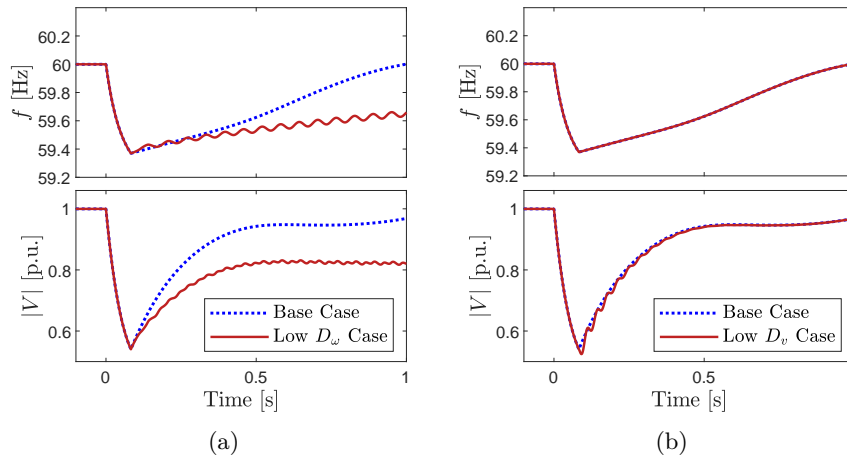 60.2
60
59.8
59.6
59.4
59.2
f [Hz]
1
0.8
0.6
|V| [p.u.]
Base Case
Low D_ω Case
0
0.5
1
Time [s]
(a)
60.2
60
59.8
59.6
59.4
59.2
f [Hz]
1
0.8
0.6
|V| [p.u.]
Base Case
Low D_v Case
0
0.5
Time [s]
(b)